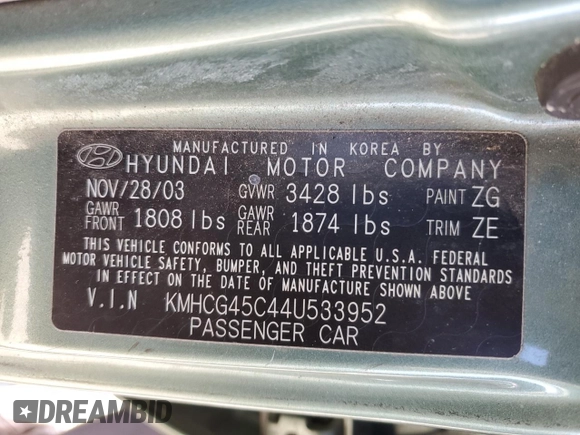 MANUFACTURED IN KOREA BY
HYUNDAI MOTOR COMPANY
NOV/28/03 GVWR 3428 lbs PAINT ZG
GAWR FRONT 1808 lbs GAWR REAR 1874 lbs TRIM ZE
THIS VEHICLE CONFORMS TO ALL APPLICABLE U.S.A. FEDERAL
MOTOR VEHICLE SAFETY, BUMPER, AND THEFT PREVENTION STANDARDS
IN EFFECT ON THE DATE OF MANUFACTURE SHOWN ABOVE.
V.I.N KMHCG45C44U533952
PASSENGER CAR
DREAMBID